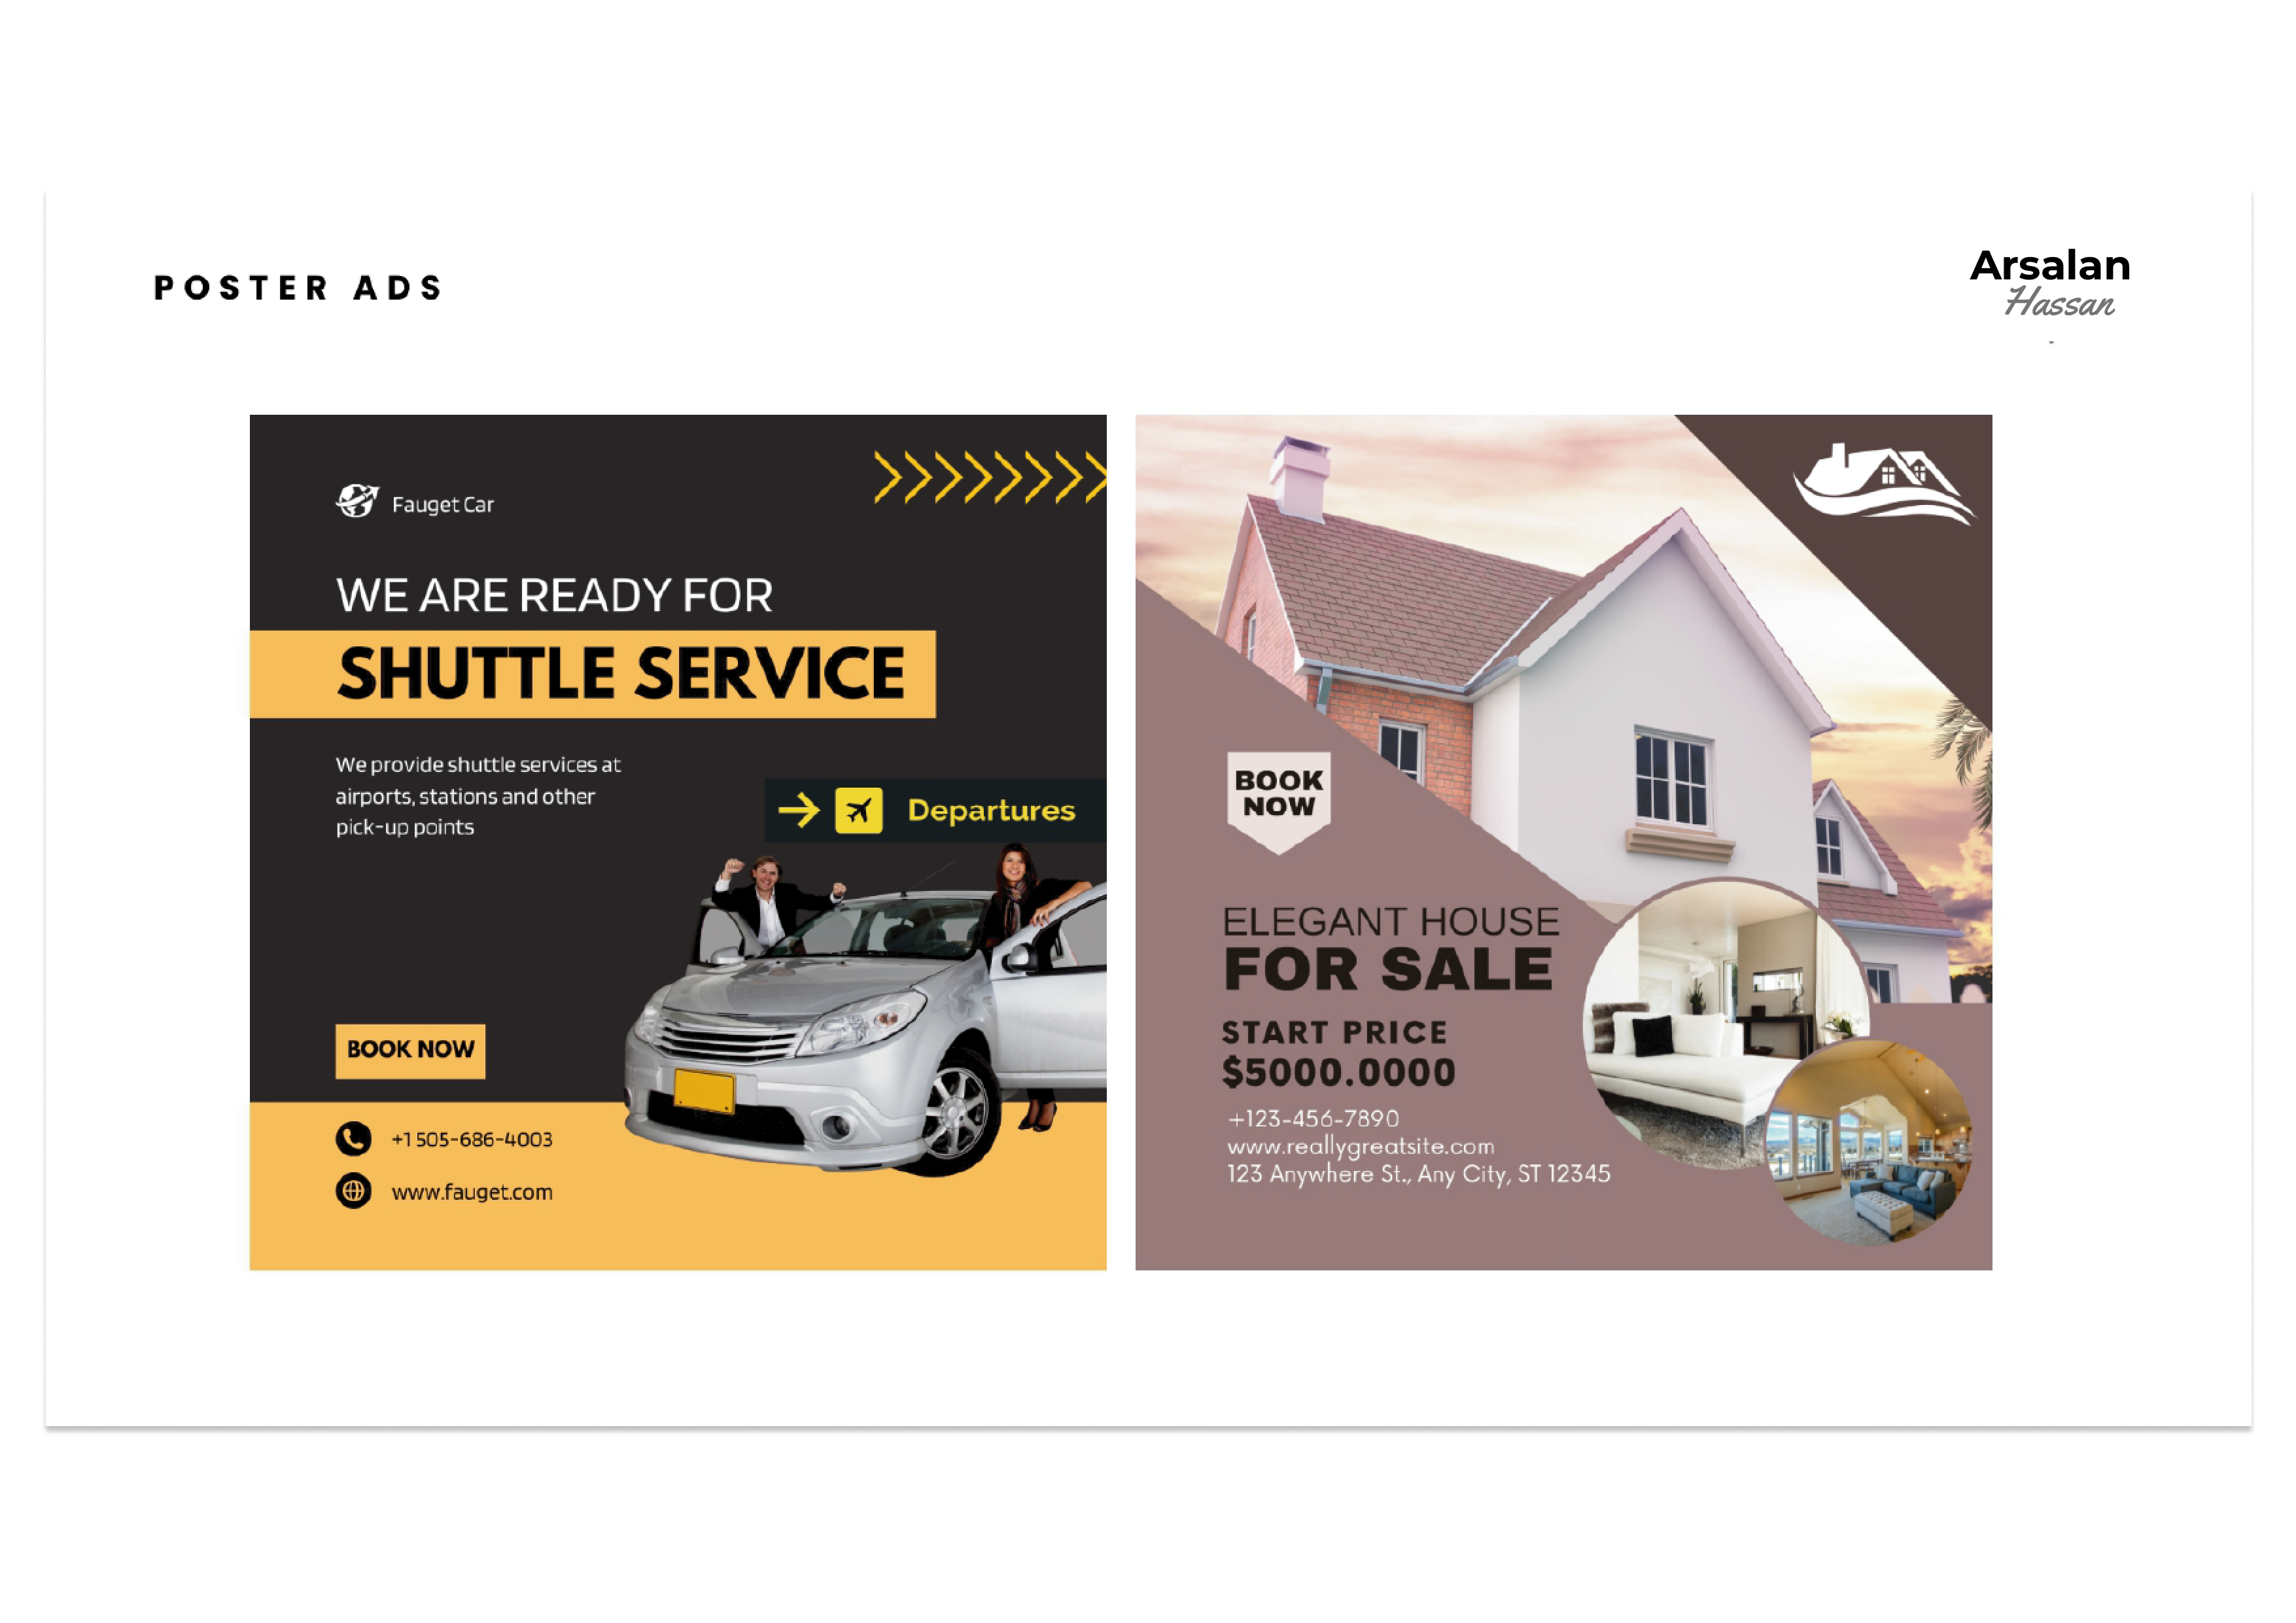 POSTER ADS
Arsalan
Hassan
Fauget Car
WE ARE READY FOR
SHUTTLE SERVICE
We provide shuttle services at
airports, stations and other
pick-up points
Departures
BOOK NOW
+1 505-686-4003
www.fauget.com
BOOK
NOW
ELEGANT HOUSE
FOR SALE
START PRICE
$5000.0000
+123-456-7890
www.reallygreatsite.com
123 Anywhere St., Any City, ST 12345